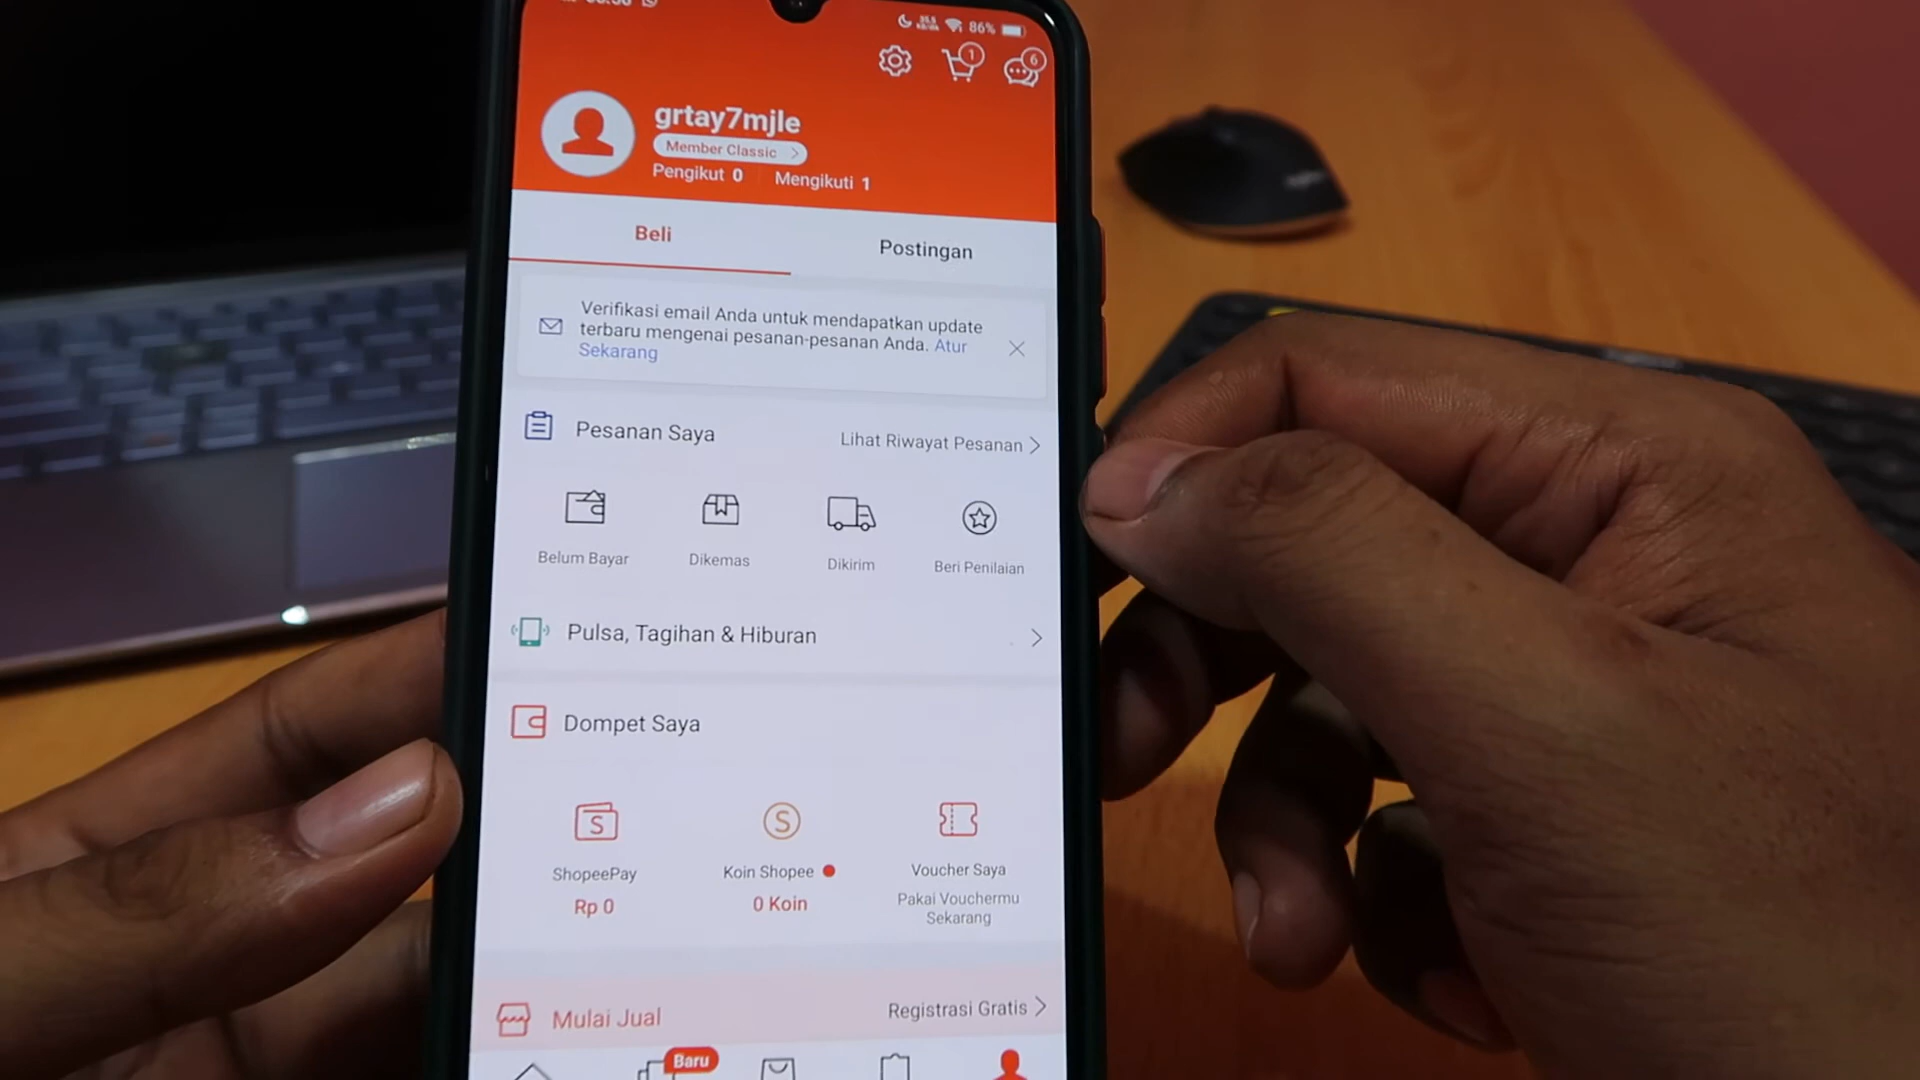 86%
1
6
grtay7mjle
Member Classic >
Pengikut 0 Mengikuti 1
Beli
Postingan
Verifikasi email Anda untuk mendapatkan update
terbaru mengenai pesanan-pesanan Anda. Atur
Sekarang
Pesanan Saya
Lihat Riwayat Pesanan >
Belum Bayar
Dikemas
Dikirim
Beri Penilaian
Pulsa, Tagihan & Hiburan
Dompet Saya
ShopeePay
Rp 0
Koin Shopee
0 Koin
Voucher Saya
Pakai Vouchermu
Sekarang
Mulai Jual
Registrasi Gratis >
Baru